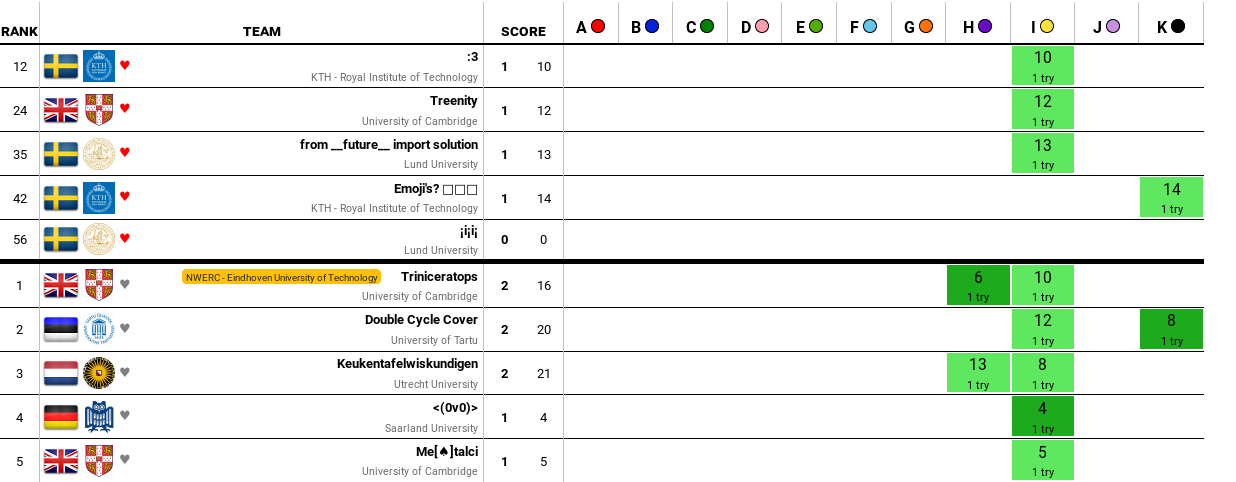 RANK TEAM SCORE A B C D E F G H I J K
12 :3 1 10 10
KTH - Royal Institute of Technology 1 try
24 Treenity 1 12 12
University of Cambridge 1 try
35 from __future__ import solution 1 13 13
Lund University 1 try
42 Emoji's? □□□ 1 14 14
KTH - Royal Institute of Technology 1 try
56 ¡i¡i¡ 0 0
Lund University
1 NWERC - Eindhoven University of Technology Triniceratops 2 16 6 10
University of Cambridge 1 try 1 try
2 Double Cycle Cover 2 20 12 8
University of Tartu 1 try 1 try
3 Keukentafelwiskundigen 2 21 13 8
Utrecht University 1 try 1 try
4 <(0v0)> 1 4 4
Saarland University 1 try
5 Me[♠]talci 1 5 5
University of Cambridge 1 try